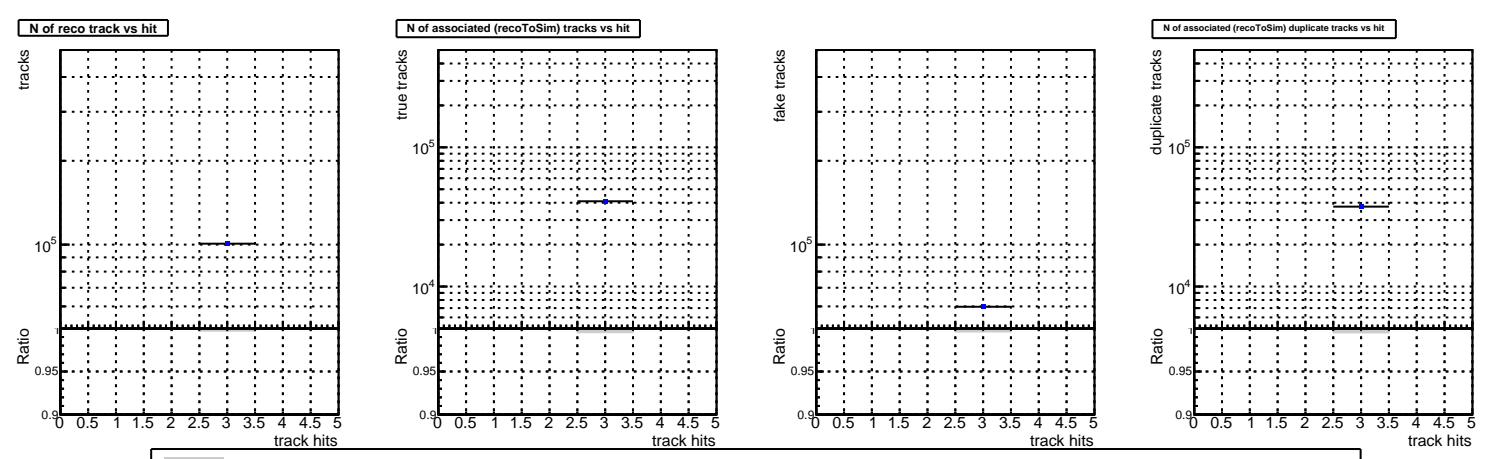 N of reco track vs hit
N of associated (recoToSim) tracks vs hit
N of associated (recoToSim) duplicate tracks vs hit
tracks
10^5
Ratio
1
0.95
0.9
0 0.5 1 1.5 2 2.5 3 3.5 4 4.5 5
track hits
true tracks
10^5
10^4
Ratio
1
0.95
0.9
0 0.5 1 1.5 2 2.5 3 3.5 4 4.5 5
track hits
fake tracks
10^5
Ratio
1
0.95
0.9
0 0.5 1 1.5 2 2.5 3 3.5 4 4.5 5
track hits
duplicate tracks
10^5
10^4
Ratio
1
0.95
0.9
0 0.5 1 1.5 2 2.5 3 3.5 4 4.5 5
track hits